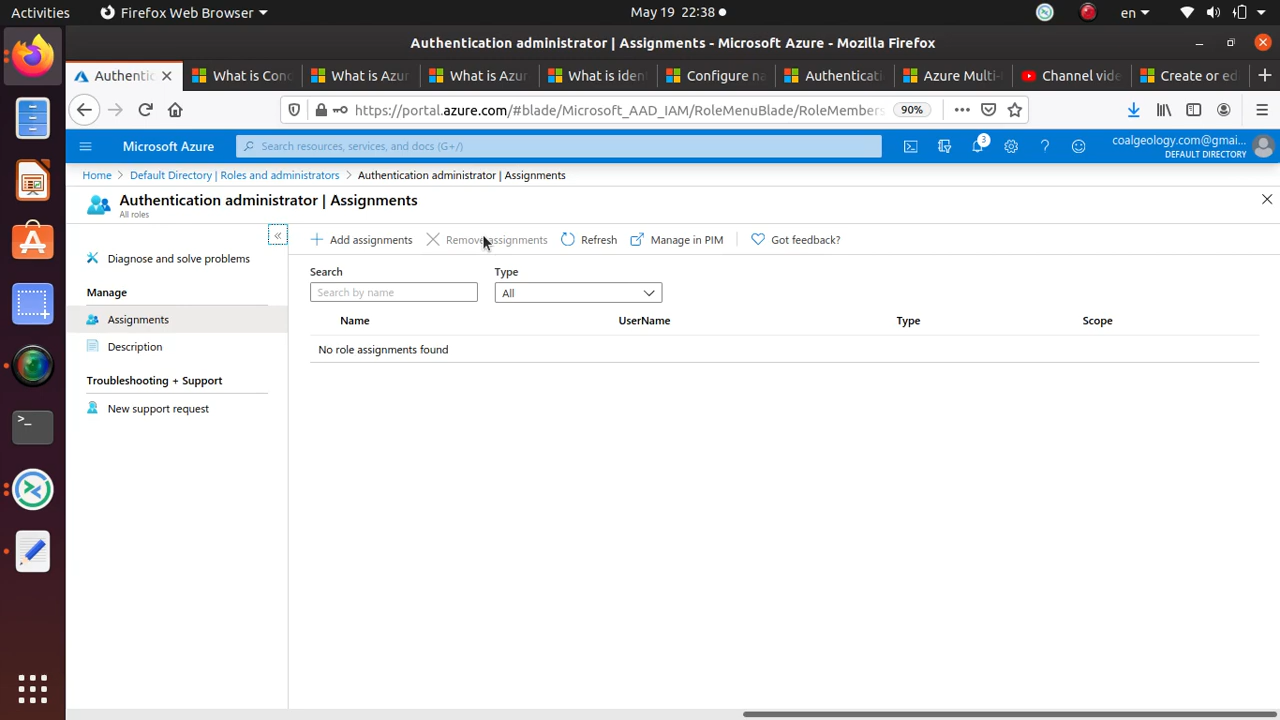 Activities
Firefox Web Browser
May 19 22:38
en
Authentication administrator | Assignments - Microsoft Azure - Mozilla Firefox
Authentic
What is Con
What is Azur
What is Azur
What is iden
Configure na
Authenticati
Azure Multi-
Channel vide
Create or ed
https://portal.azure.com/#blade/Microsoft_AAD_IAM/RoleMenuBlade/RoleMembers
90%
Microsoft Azure
Search resources, services, and docs (G+/)
3
coalgeology.com@gmai...
DEFAULT DIRECTORY
Home > Default Directory | Roles and administrators > Authentication administrator | Assignments
Authentication administrator | Assignments
All roles
«
Diagnose and solve problems
Manage
Assignments
Description
Troubleshooting + Support
New support request
Add assignments
Remove assignments
Refresh
Manage in PIM
Got feedback?
Search
Type
Search by name
All
Name
UserName
Type
Scope
No role assignments found